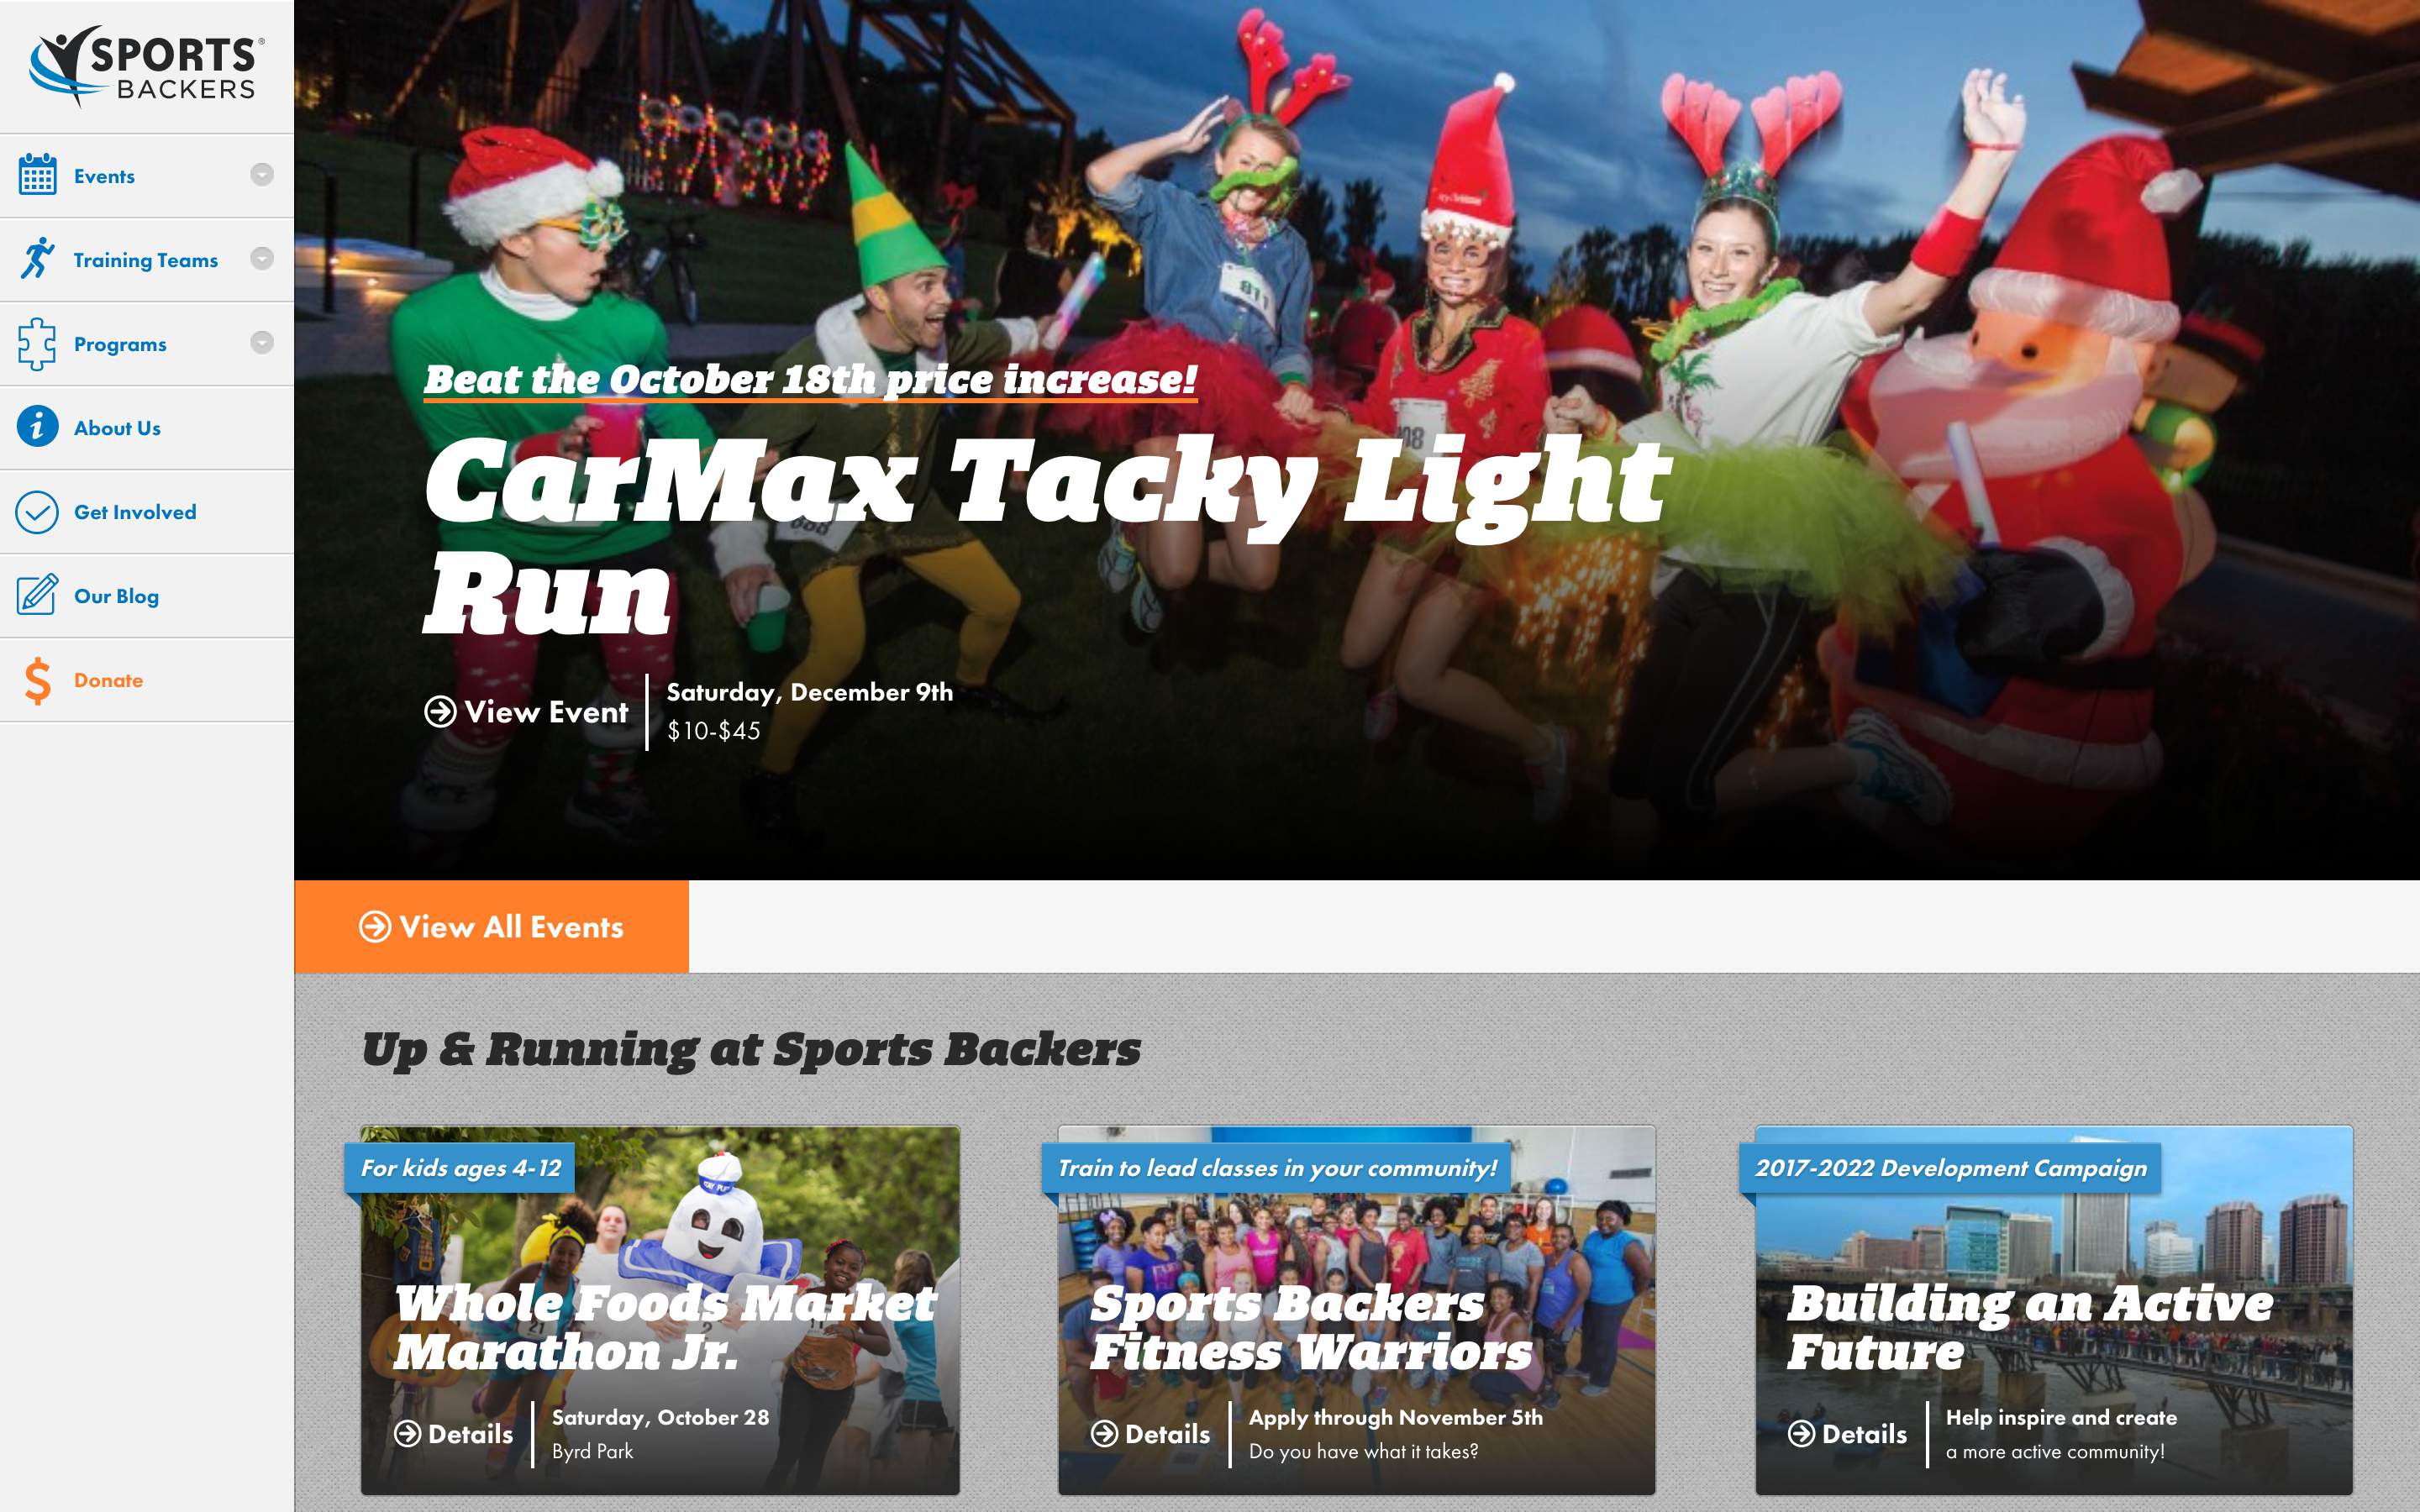 SPORTS®
BACKERS
Events
Training Teams
Programs
About Us
Get Involved
Our Blog
Donate
Beat the October 18th price increase!
CarMax Tacky Light
Run
View Event
Saturday, December 9th
$10-$45
View All Events
Up & Running at Sports Backers
For kids ages 4-12
Whole Foods Market
Marathon Jr.
Details
Saturday, October 28
Byrd Park
Train to lead classes in your community!
Sports Backers
Fitness Warriors
Details
Apply through November 5th
Do you have what it takes?
2017-2022 Development Campaign
Building an Active
Future
Details
Help inspire and create
a more active community!